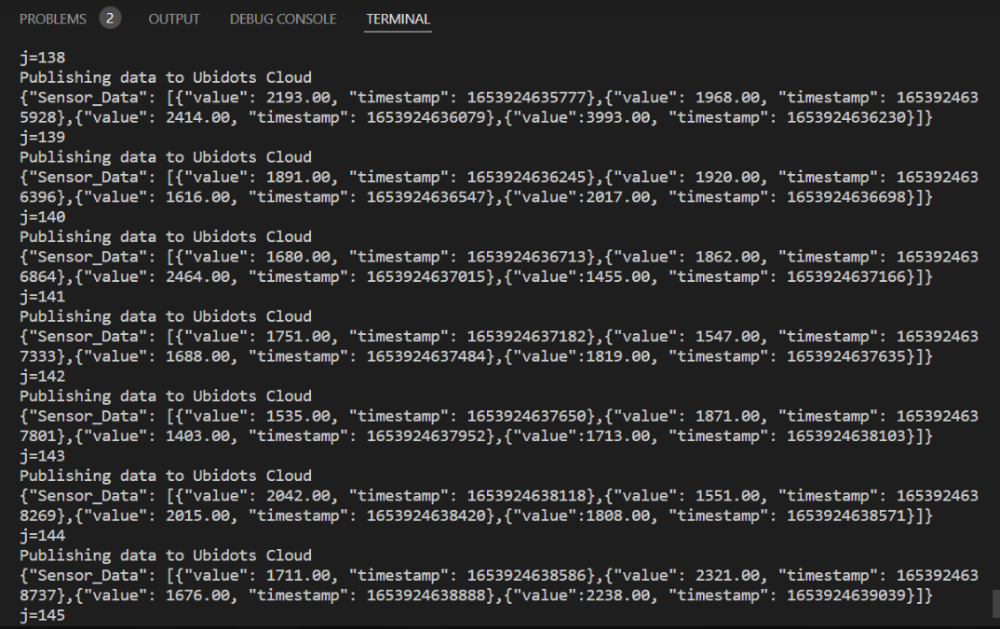 PROBLEMS 2 OUTPUT DEBUG CONSOLE TERMINAL
j=138
Publishing data to Ubidots Cloud
{"Sensor_Data": [{"value": 2193.00, "timestamp": 1653924635777},{"value": 1968.00, "timestamp": 165392463
5928},{"value": 2414.00, "timestamp": 1653924636079},{"value":3993.00, "timestamp": 1653924636230}]}
j=139
Publishing data to Ubidots Cloud
{"Sensor_Data": [{"value": 1891.00, "timestamp": 1653924636245},{"value": 1920.00, "timestamp": 165392463
6396},{"value": 1616.00, "timestamp": 1653924636547},{"value":2017.00, "timestamp": 1653924636698}]}
j=140
Publishing data to Ubidots Cloud
{"Sensor_Data": [{"value": 1680.00, "timestamp": 1653924636713},{"value": 1862.00, "timestamp": 165392463
6864},{"value": 2464.00, "timestamp": 1653924637015},{"value":1455.00, "timestamp": 1653924637166}]}
j=141
Publishing data to Ubidots Cloud
{"Sensor_Data": [{"value": 1751.00, "timestamp": 1653924637182},{"value": 1547.00, "timestamp": 165392463
7333},{"value": 1688.00, "timestamp": 1653924637484},{"value":1819.00, "timestamp": 1653924637635}]}
j=142
Publishing data to Ubidots Cloud
{"Sensor_Data": [{"value": 1535.00, "timestamp": 1653924637650},{"value": 1871.00, "timestamp": 165392463
7801},{"value": 1403.00, "timestamp": 1653924637952},{"value":1713.00, "timestamp": 1653924638103}]}
j=143
Publishing data to Ubidots Cloud
{"Sensor_Data": [{"value": 2042.00, "timestamp": 1653924638118},{"value": 1551.00, "timestamp": 165392463
8269},{"value": 2015.00, "timestamp": 1653924638420},{"value":1808.00, "timestamp": 1653924638571}]}
j=144
Publishing data to Ubidots Cloud
{"Sensor_Data": [{"value": 1711.00, "timestamp": 1653924638586},{"value": 2321.00, "timestamp": 165392463
8737},{"value": 1676.00, "timestamp": 1653924638888},{"value":2238.00, "timestamp": 1653924639039}]}
j=145